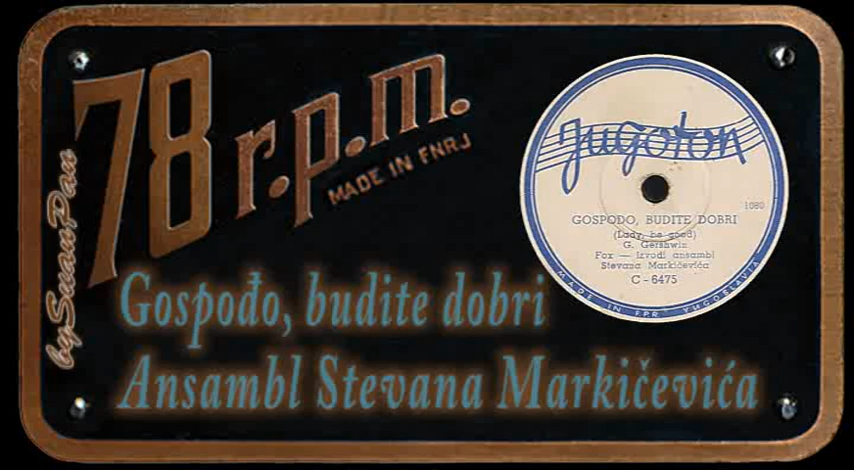 78 r.p.m.
MADE IN FNRJ
bySuanPan
Jugoton
1080
GOSPOĐO, BUDITE DOBRI
(Lady, be good)
G. Gershwin
Fox — izvodi ansambl
Stevana Markičevića
C - 6475
MADE IN FPR YUGOSLAVIA
Gospođo, budite dobri
Ansambl Stevana Markičevića